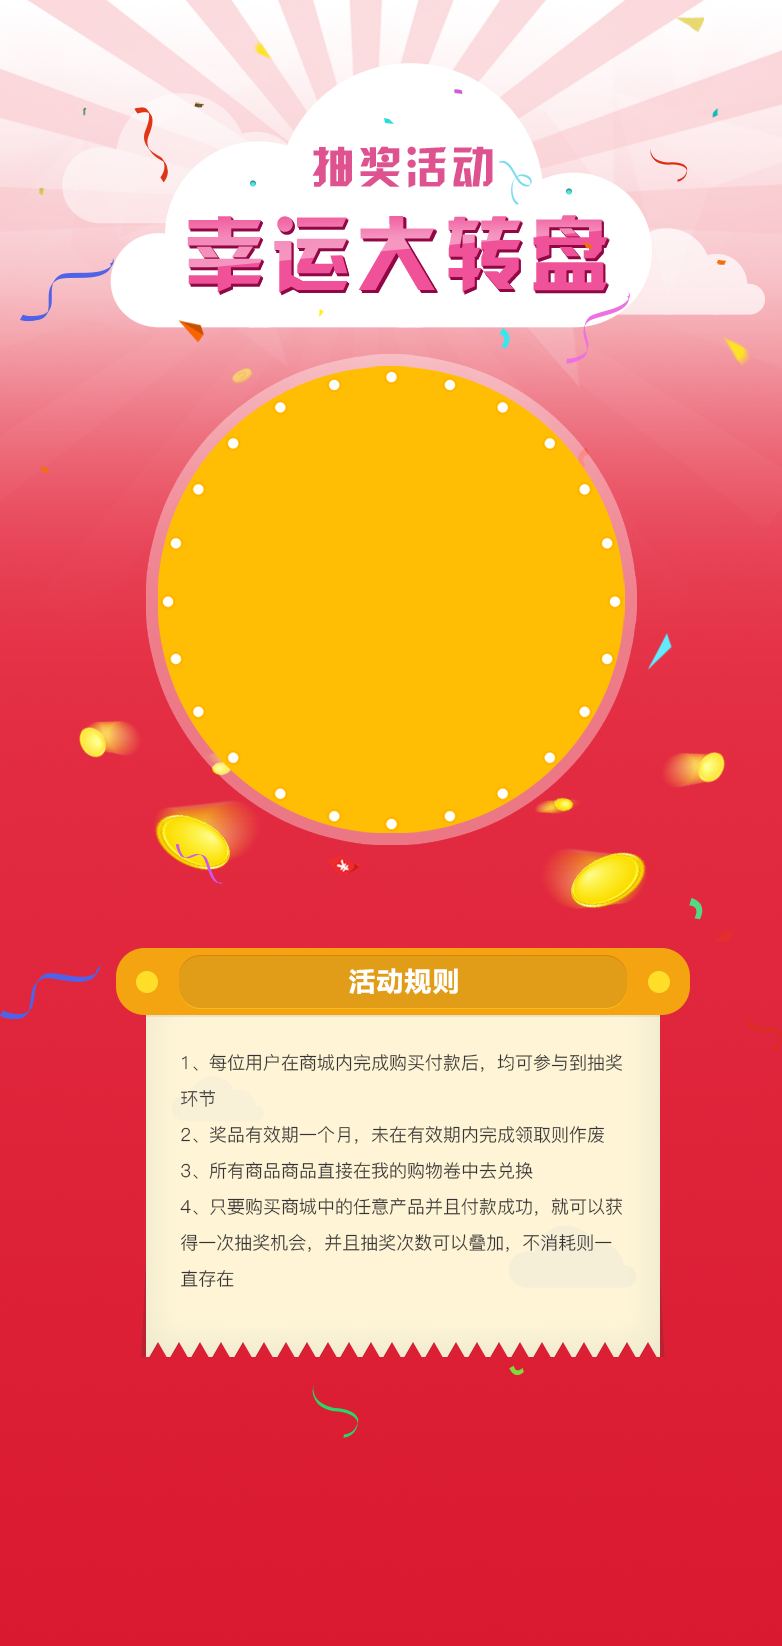 抽奖活动
幸运大转盘
活动规则
1、每位用户在商城内完成购买付款后，均可参与到抽奖
环节
2、奖品有效期一个月，未在有效期内完成领取则作废
3、所有商品商品直接在我的购物卷中去兑换
4、只要购买商城中的任意产品并且付款成功，就可以获
得一次抽奖机会，并且抽奖次数可以叠加，不消耗则一
直存在